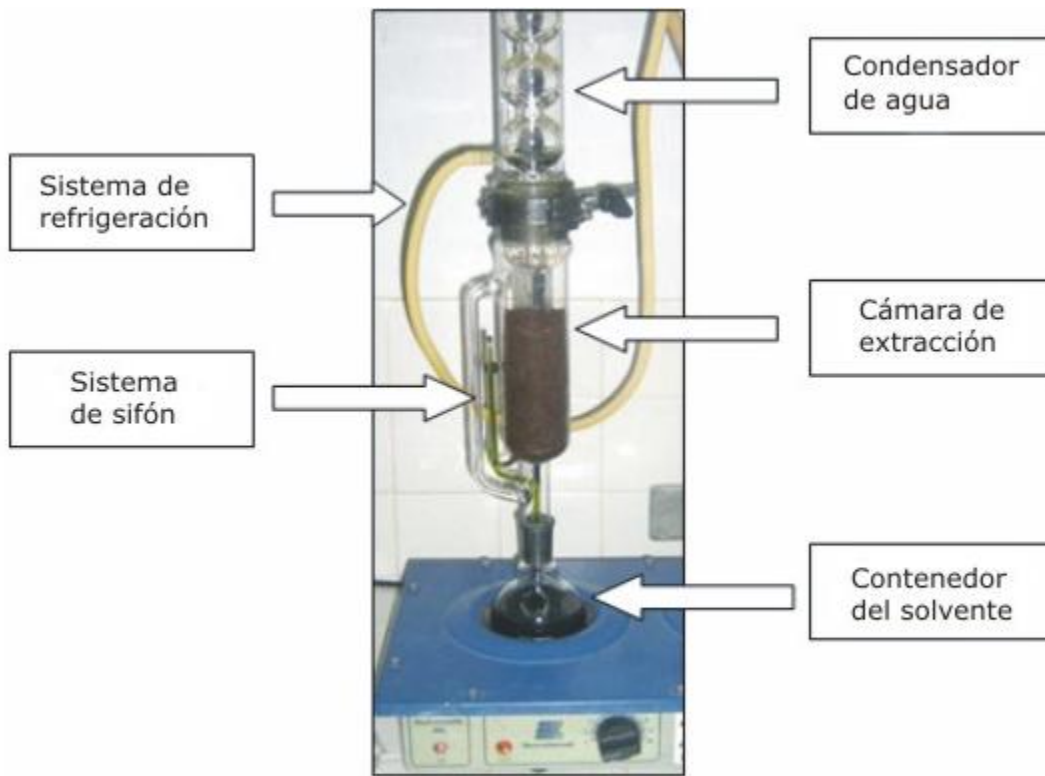 Condensador
de agua
Sistema de
refrigeración
Cámara de
extracción
Sistema
de sifón
Contenedor
del solvente